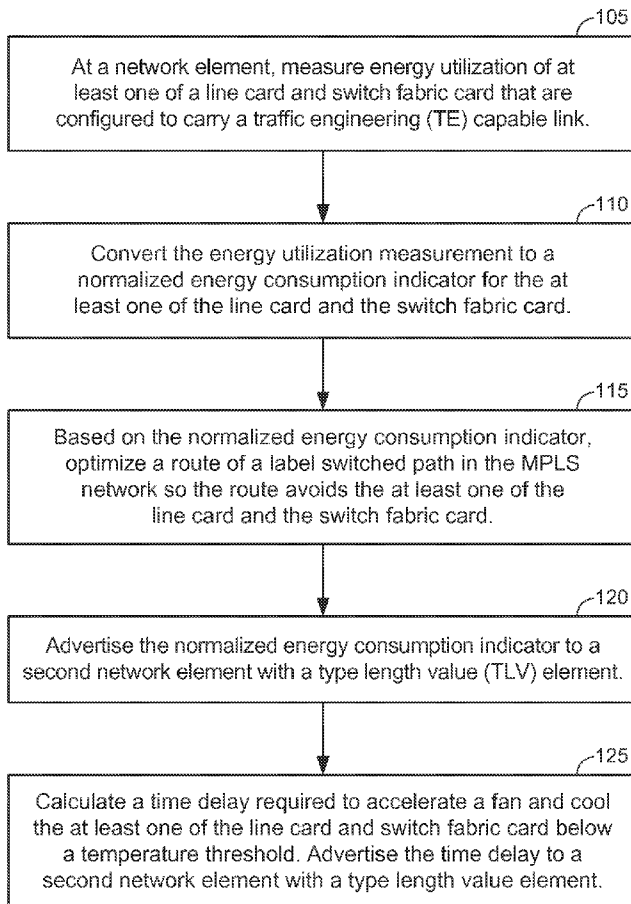 105
At a network element, measure energy utilization of at
least one of a line card and switch fabric card that are
configured to carry a traffic engineering (TE) capable link.
110
Convert the energy utilization measurement to a
normalized energy consumption indicator for the at
least one of the line card and the switch fabric card.
115
Based on the normalized energy consumption indicator,
optimize a route of a label switched path in the MPLS
network so the route avoids the at least one of the
line card and the switch fabric card.
120
Advertise the normalized energy consumption indicator to a
second network element with a type length value (TLV) element.
125
Calculate a time delay required to accelerate a fan and cool
the at least one of the line card and switch fabric card below
a temperature threshold. Advertise the time delay to a
second network element with a type length value element.